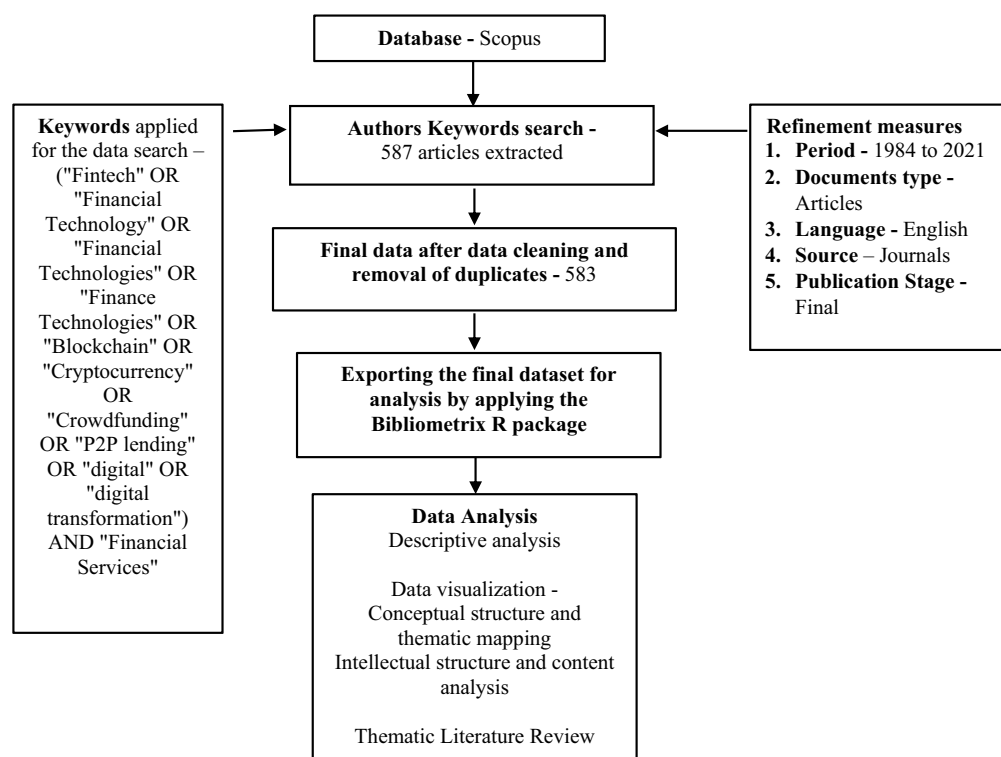 Database - Scopus
Keywords applied
for the data search –
("Fintech" OR
"Financial
Technology" OR
"Financial
Technologies" OR
"Finance
Technologies" OR
"Blockchain" OR
"Cryptocurrency"
OR
"Crowdfunding"
OR "P2P lending"
OR "digital" OR
"digital
transformation")
AND "Financial
Services"
Authors Keywords search -
587 articles extracted
Refinement measures
1. Period - 1984 to 2021
2. Documents type -
Articles
3. Language - English
4. Source – Journals
5. Publication Stage -
Final
Final data after data cleaning and
removal of duplicates - 583
Exporting the final dataset for
analysis by applying the
Bibliometrix R package
Data Analysis
Descriptive analysis
Data visualization -
Conceptual structure and
thematic mapping
Intellectual structure and content
analysis
Thematic Literature Review